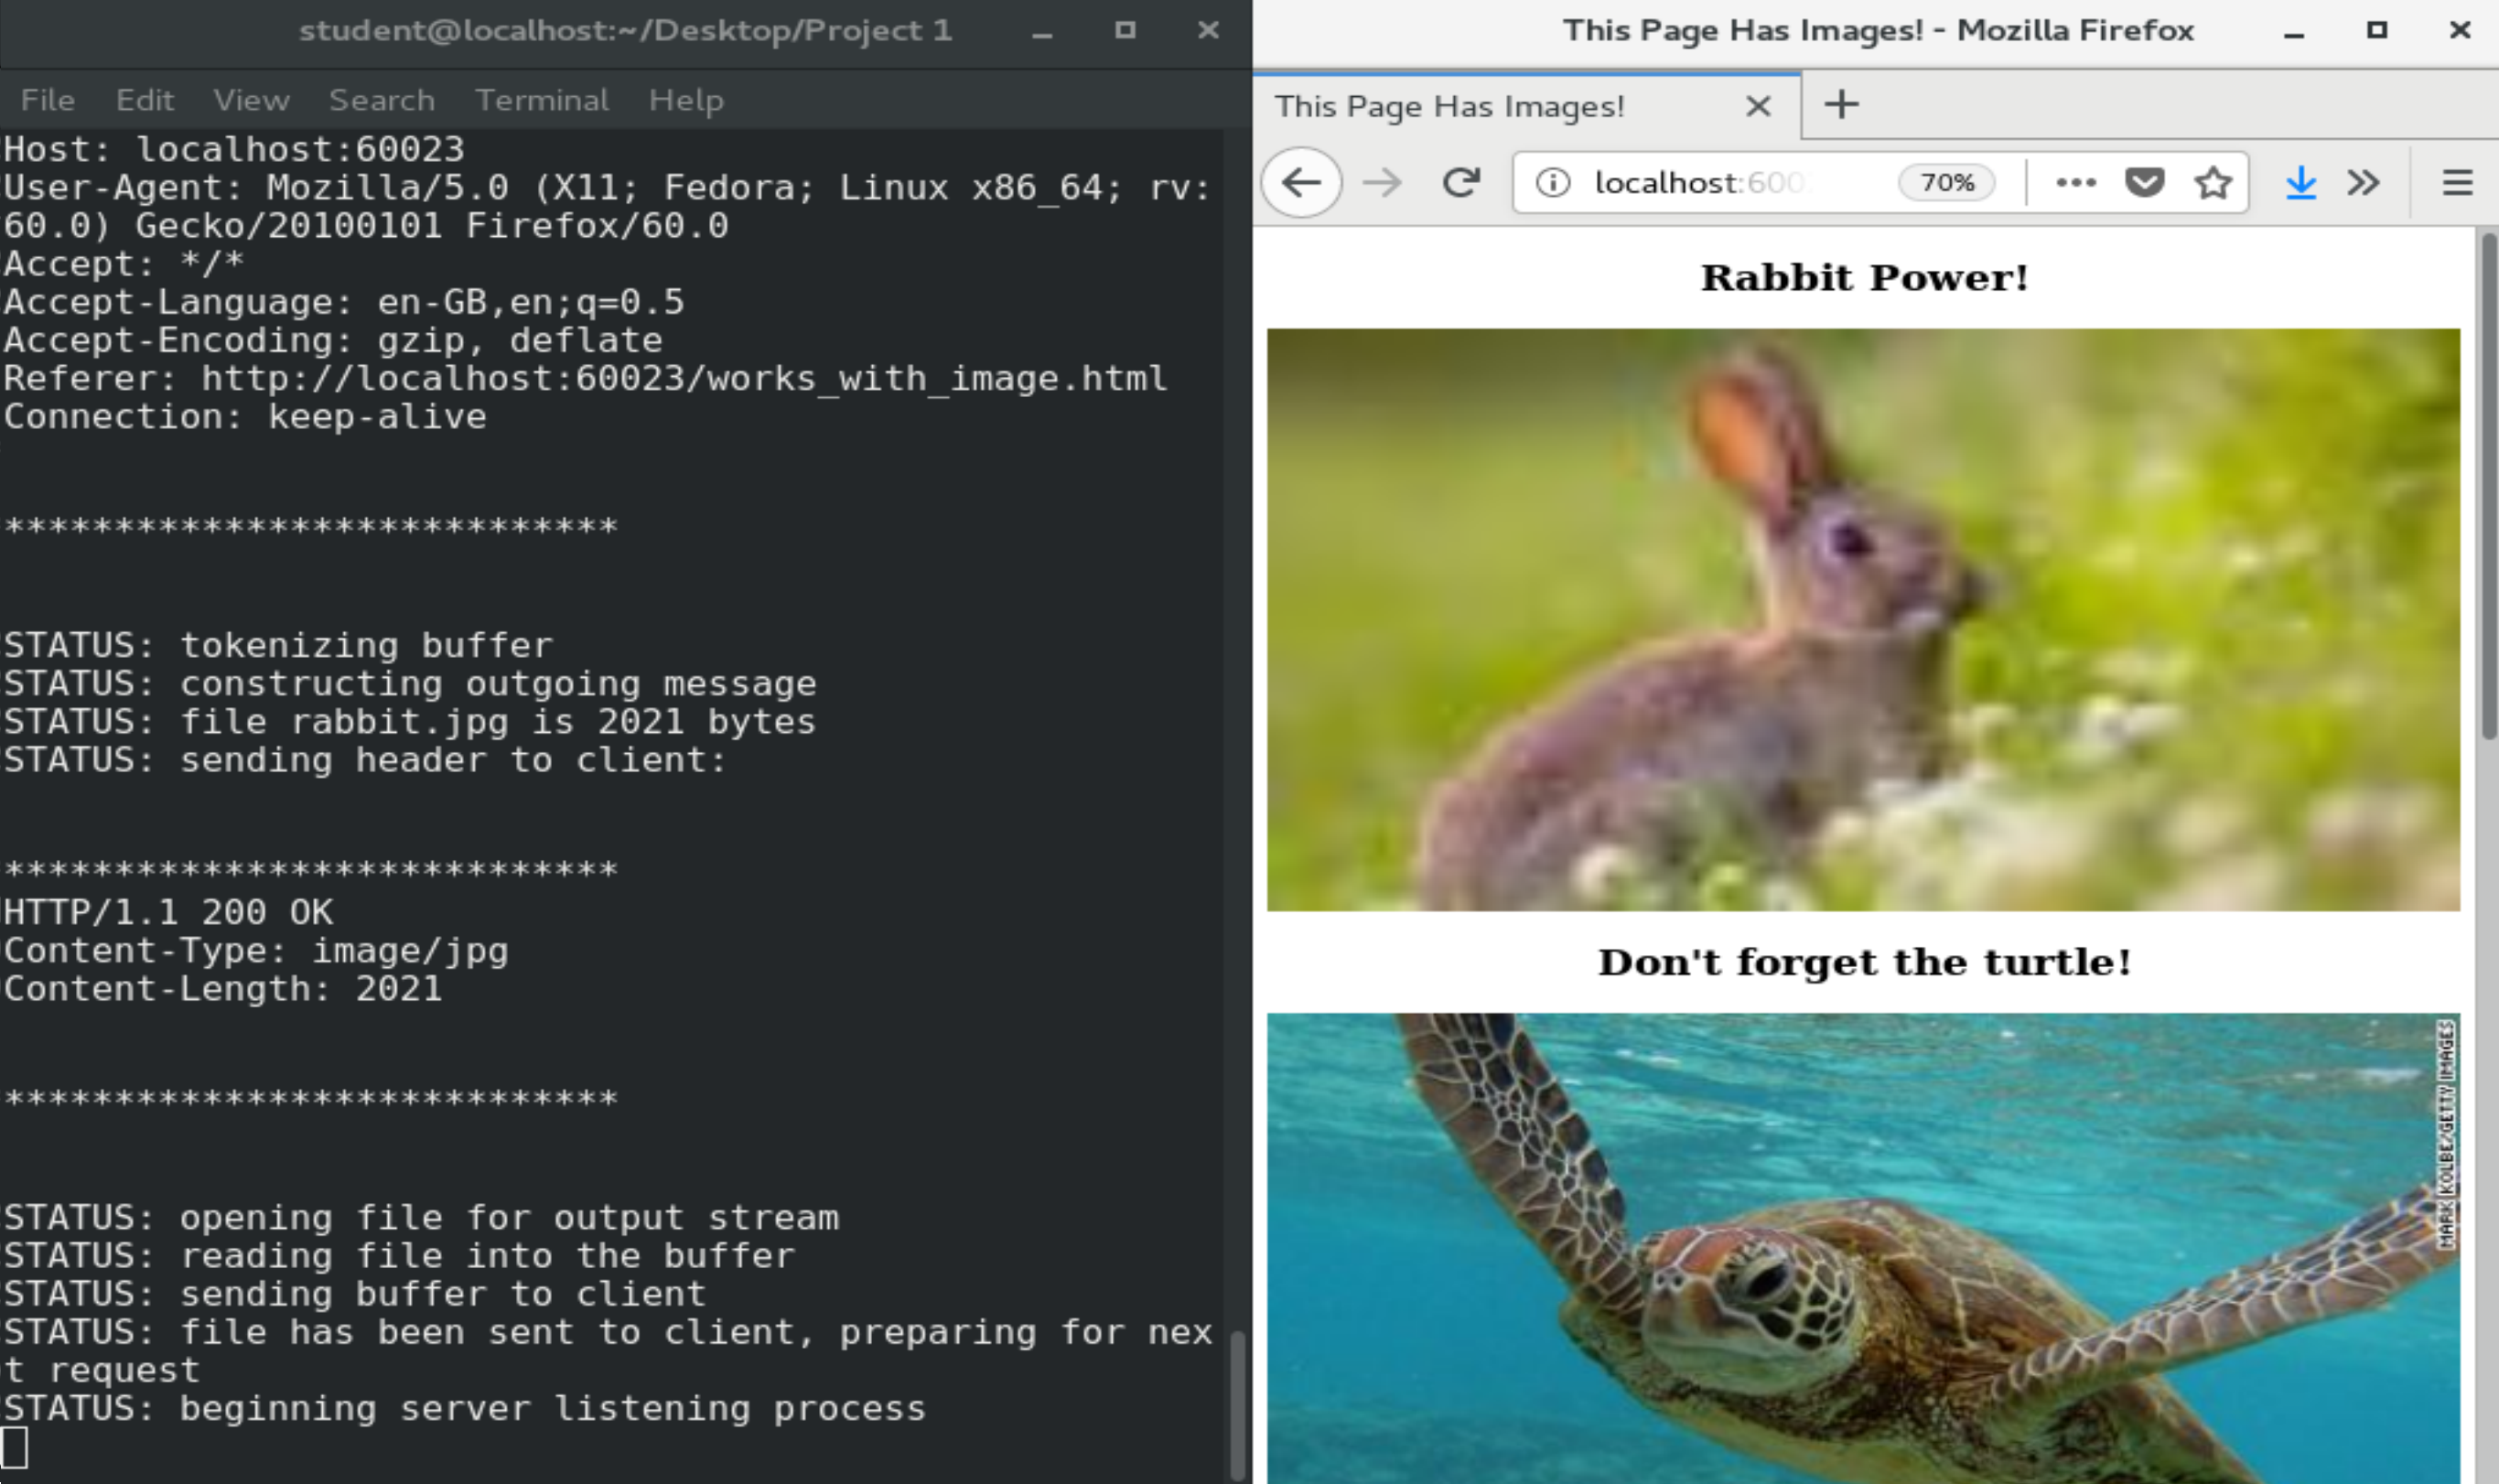 student@localhost:~/Desktop/Project 1
File Edit View Search Terminal Help
Host: localhost:60023
User-Agent: Mozilla/5.0 (X11; Fedora; Linux x86_64; rv:
60.0) Gecko/20100101 Firefox/60.0
Accept: */*
Accept-Language: en-GB,en;q=0.5
Accept-Encoding: gzip, deflate
Referer: http://localhost:60023/works_with_image.html
Connection: keep-alive
****************************
STATUS: tokenizing buffer
STATUS: constructing outgoing message
STATUS: file rabbit.jpg is 2021 bytes
STATUS: sending header to client:
****************************
HTTP/1.1 200 OK
Content-Type: image/jpg
Content-Length: 2021
****************************
STATUS: opening file for output stream
STATUS: reading file into the buffer
STATUS: sending buffer to client
STATUS: file has been sent to client, preparing for nex
t request
STATUS: beginning server listening process
This Page Has Images! - Mozilla Firefox
This Page Has Images!
localhost:600
70%
Rabbit Power!
Don't forget the turtle!
MARK KOLBE/GETTY IMAGES